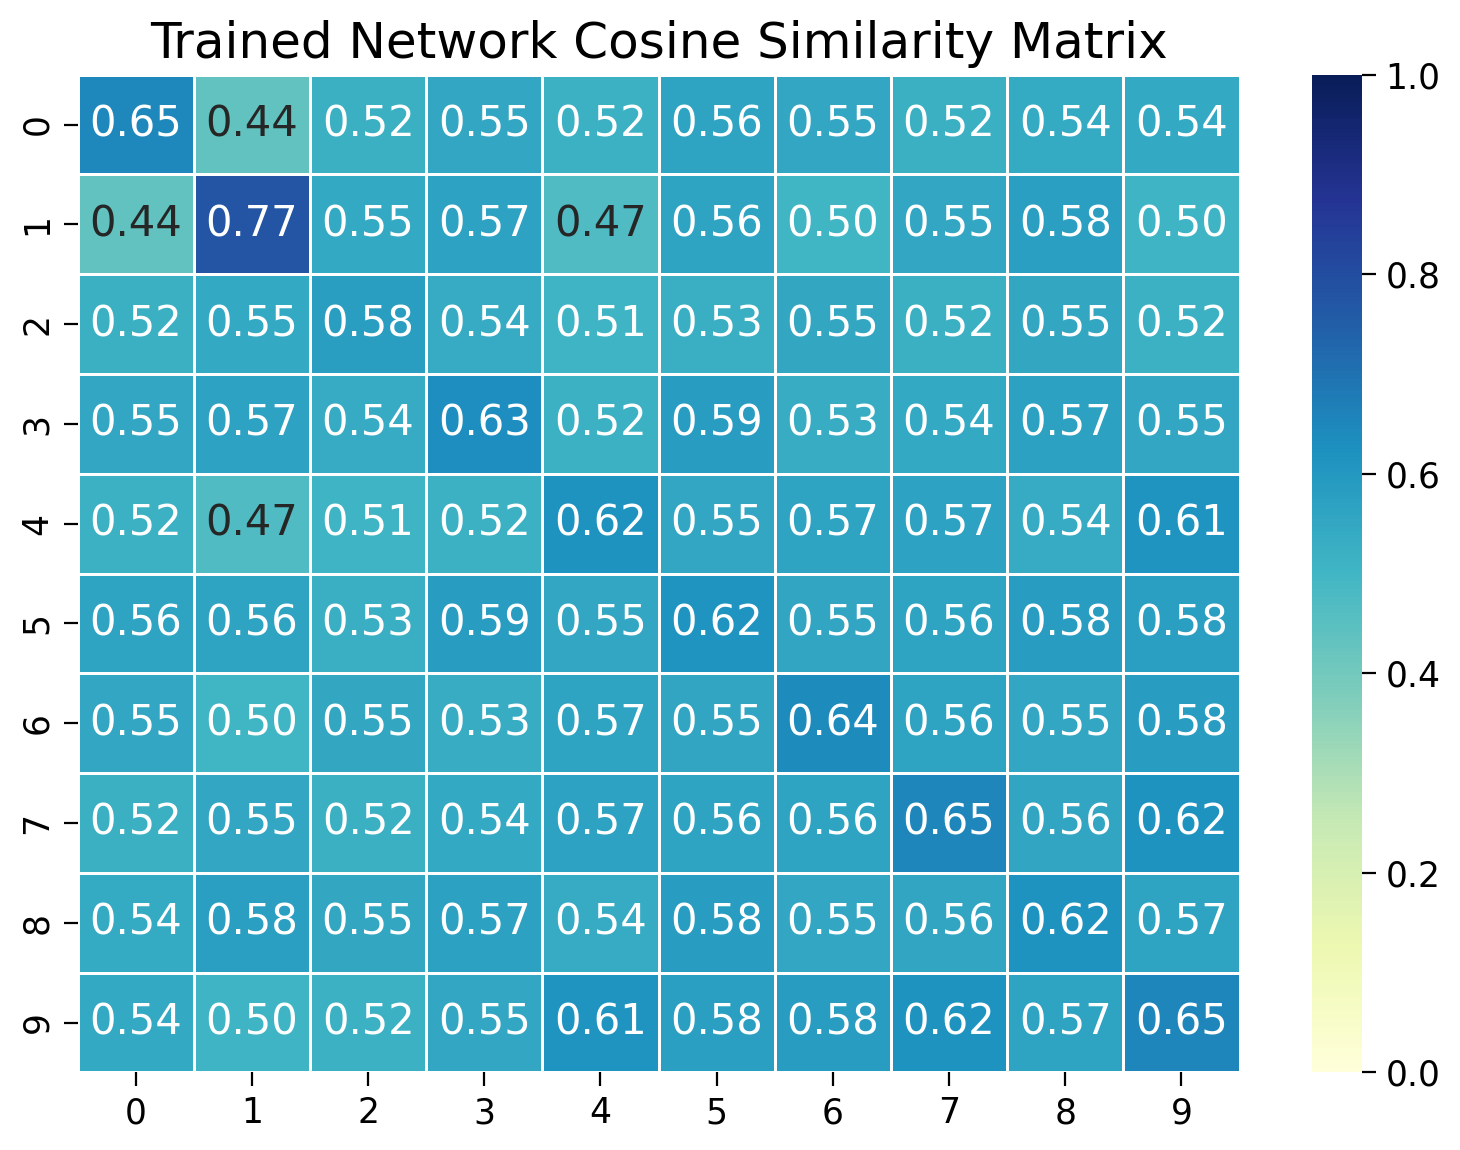 Trained Network Cosine Similarity Matrix
0 0.65 0.44 0.52 0.55 0.52 0.56 0.55 0.52 0.54 0.54
1 0.44 0.77 0.55 0.57 0.47 0.56 0.50 0.55 0.58 0.50
2 0.52 0.55 0.58 0.54 0.51 0.53 0.55 0.52 0.55 0.52
3 0.55 0.57 0.54 0.63 0.52 0.59 0.53 0.54 0.57 0.55
4 0.52 0.47 0.51 0.52 0.62 0.55 0.57 0.57 0.54 0.61
5 0.56 0.56 0.53 0.59 0.55 0.62 0.55 0.56 0.58 0.58
6 0.55 0.50 0.55 0.53 0.57 0.55 0.64 0.56 0.55 0.58
7 0.52 0.55 0.52 0.54 0.57 0.56 0.56 0.65 0.56 0.62
8 0.54 0.58 0.55 0.57 0.54 0.58 0.55 0.56 0.62 0.57
9 0.54 0.50 0.52 0.55 0.61 0.58 0.58 0.62 0.57 0.65
0 1 2 3 4 5 6 7 8 9
1.0
0.8
0.6
0.4
0.2
0.0